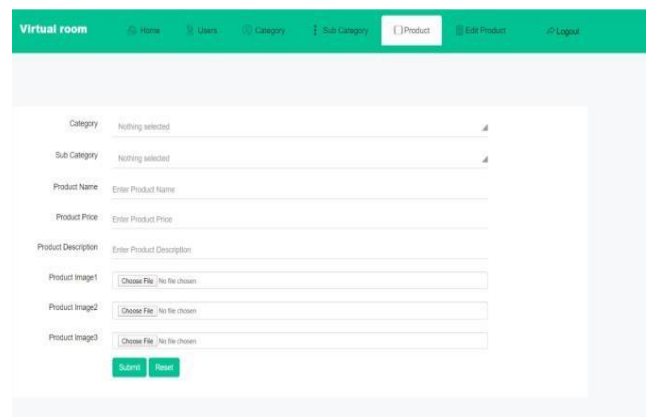 Virtual room Home Users Category Sub Category Product Edit Product Logout
Category Nothing selected
Sub Category Nothing selected
Product Name Enter Product Name
Product Price Enter Product Price
Product Description Enter Product Description
Product Image1 Choose File No file chosen
Product Image2 Choose File No file chosen
Product Image3 Choose File No file chosen
Submit Reset